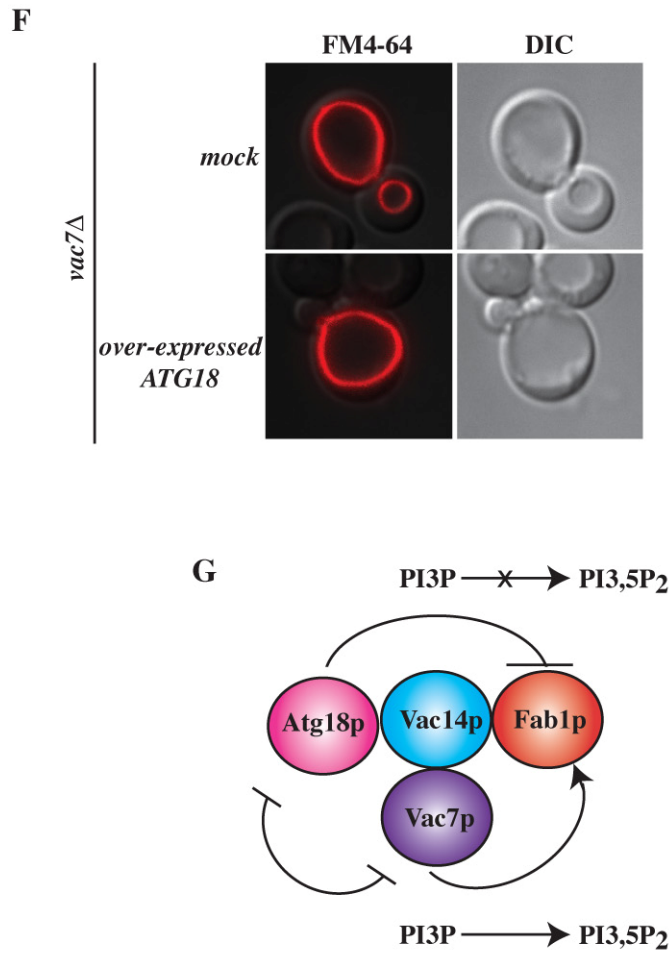 F
FM4-64 DIC
mock
vac7Δ
over-expressed
ATG18
G
PI3P X PI3,5P₂
Atg18p Vac14p Fab1p
Vac7p
PI3P PI3,5P₂